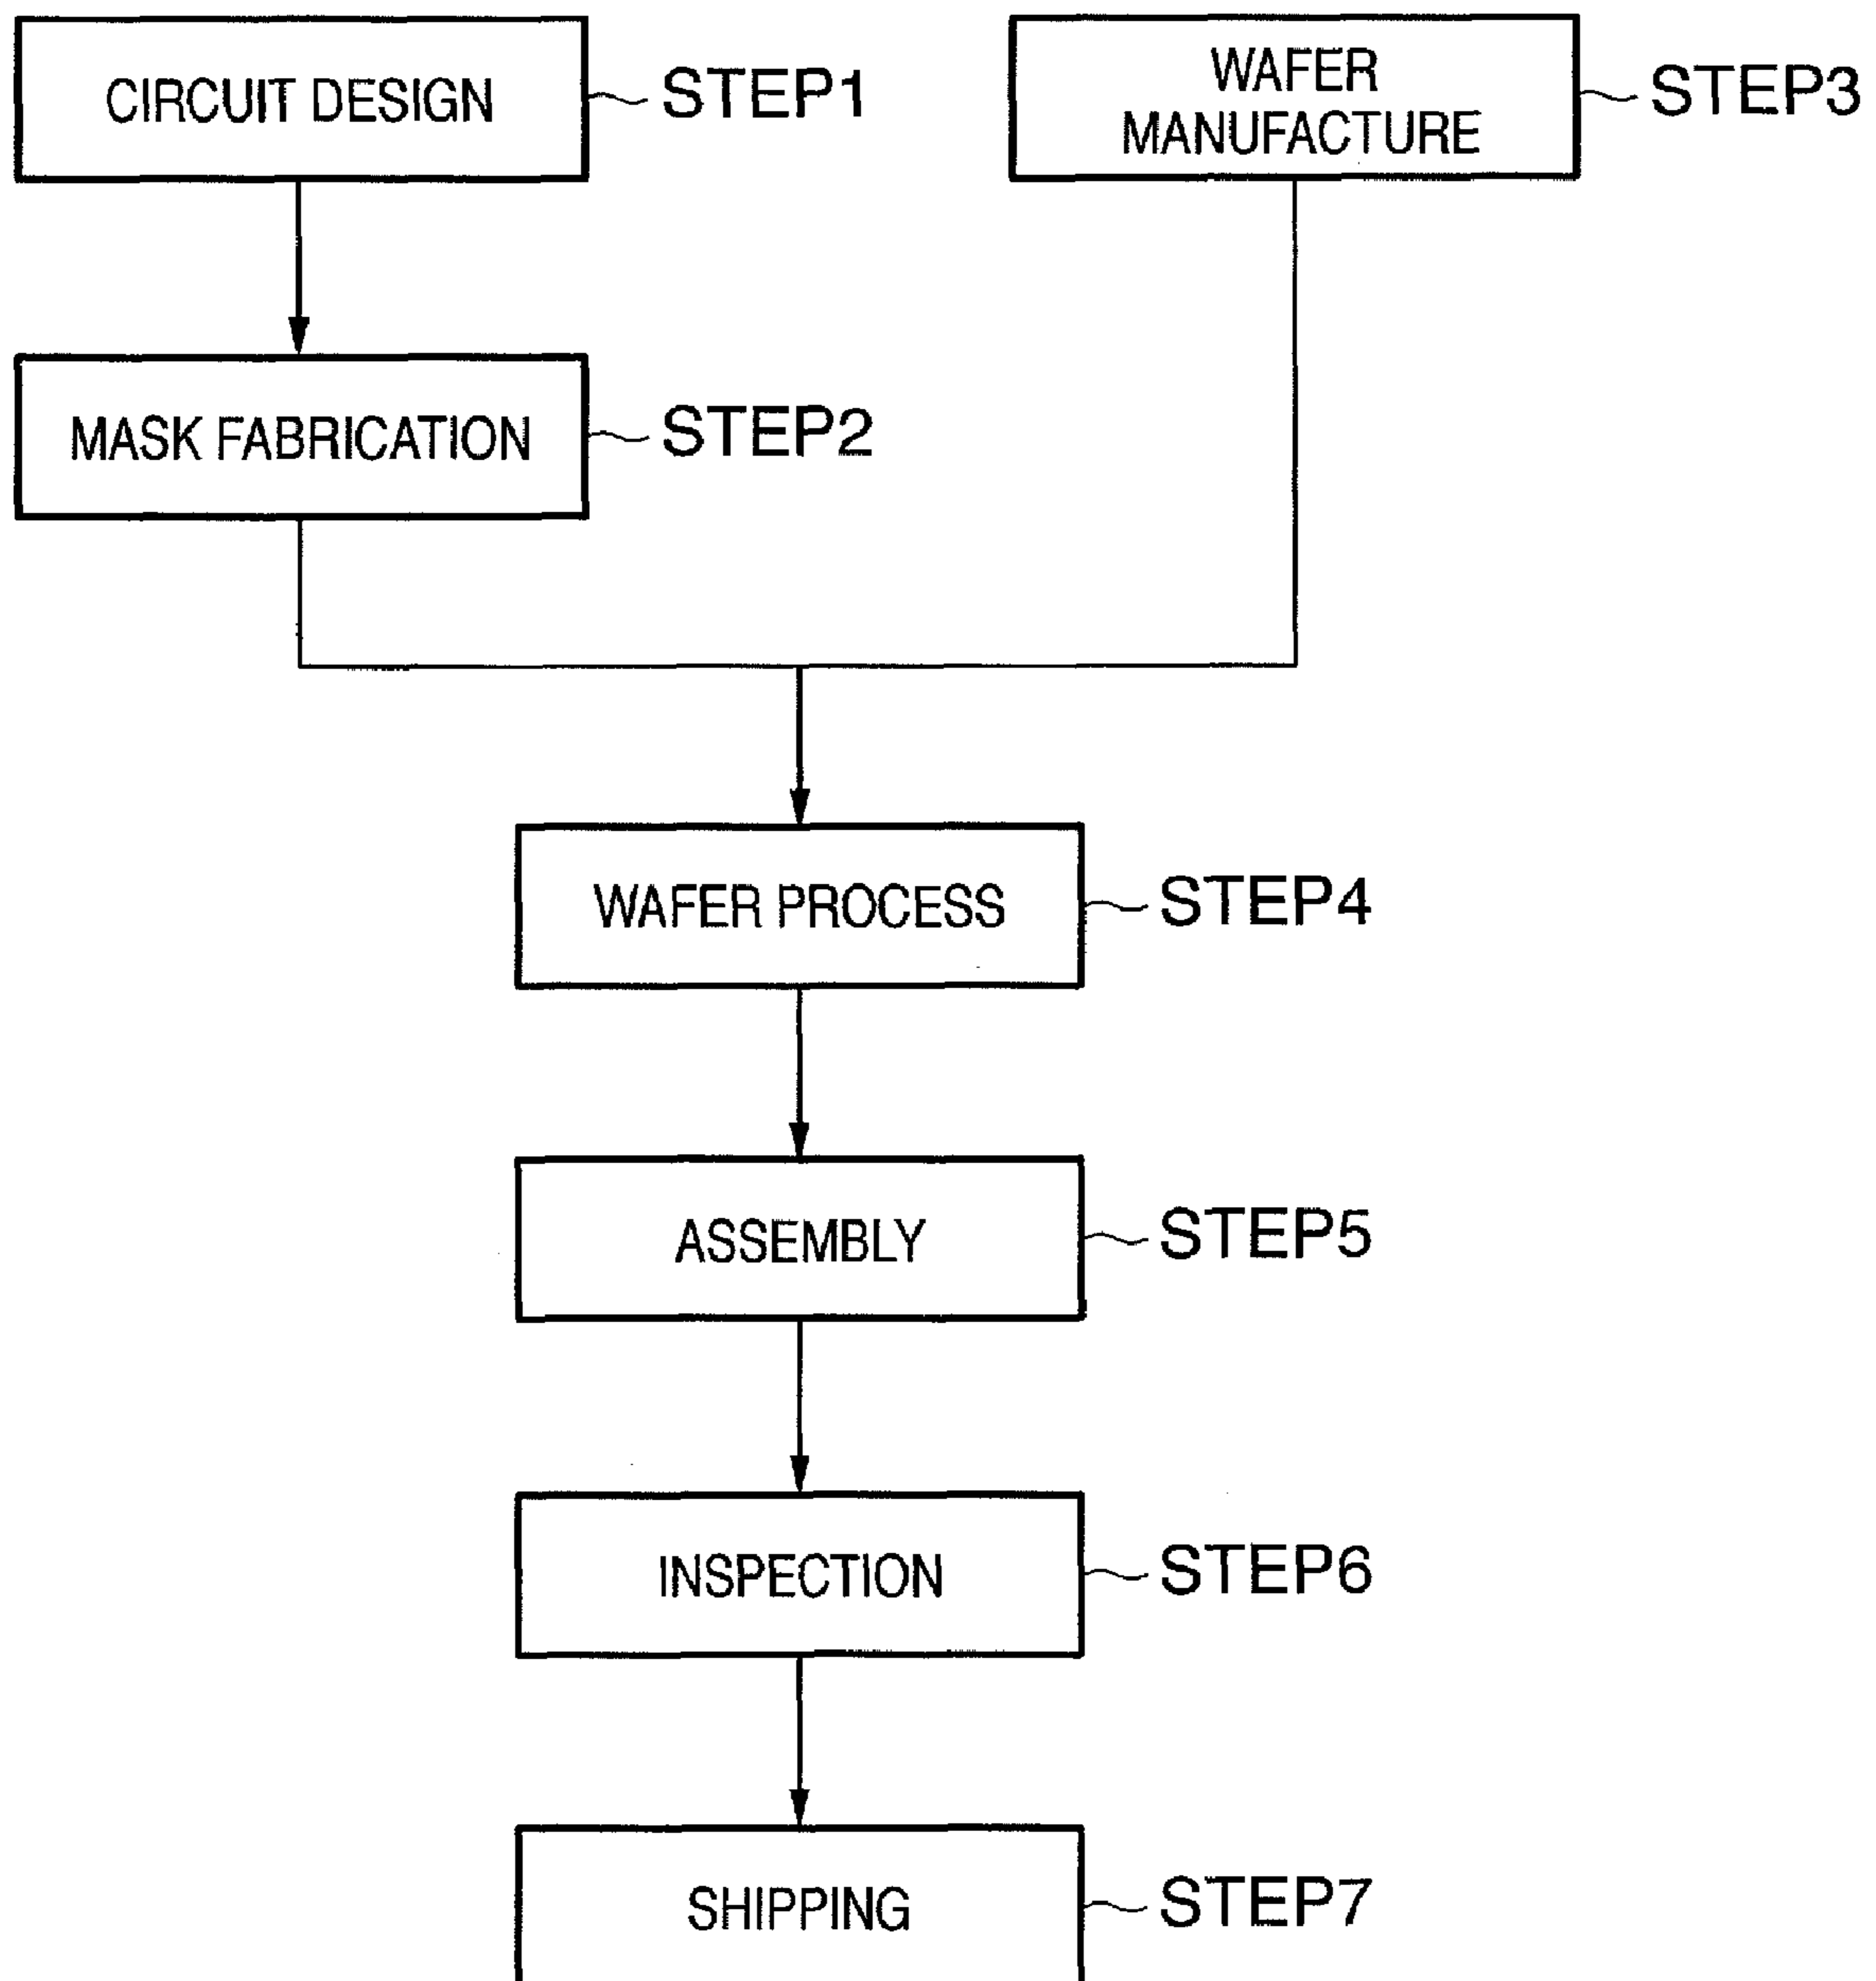 CIRCUIT DESIGN
STEP1
WAFER
MANUFACTURE
STEP3
MASK FABRICATION
STEP2
WAFER PROCESS
STEP4
ASSEMBLY
STEP5
INSPECTION
STEP6
SHIPPING
STEP7